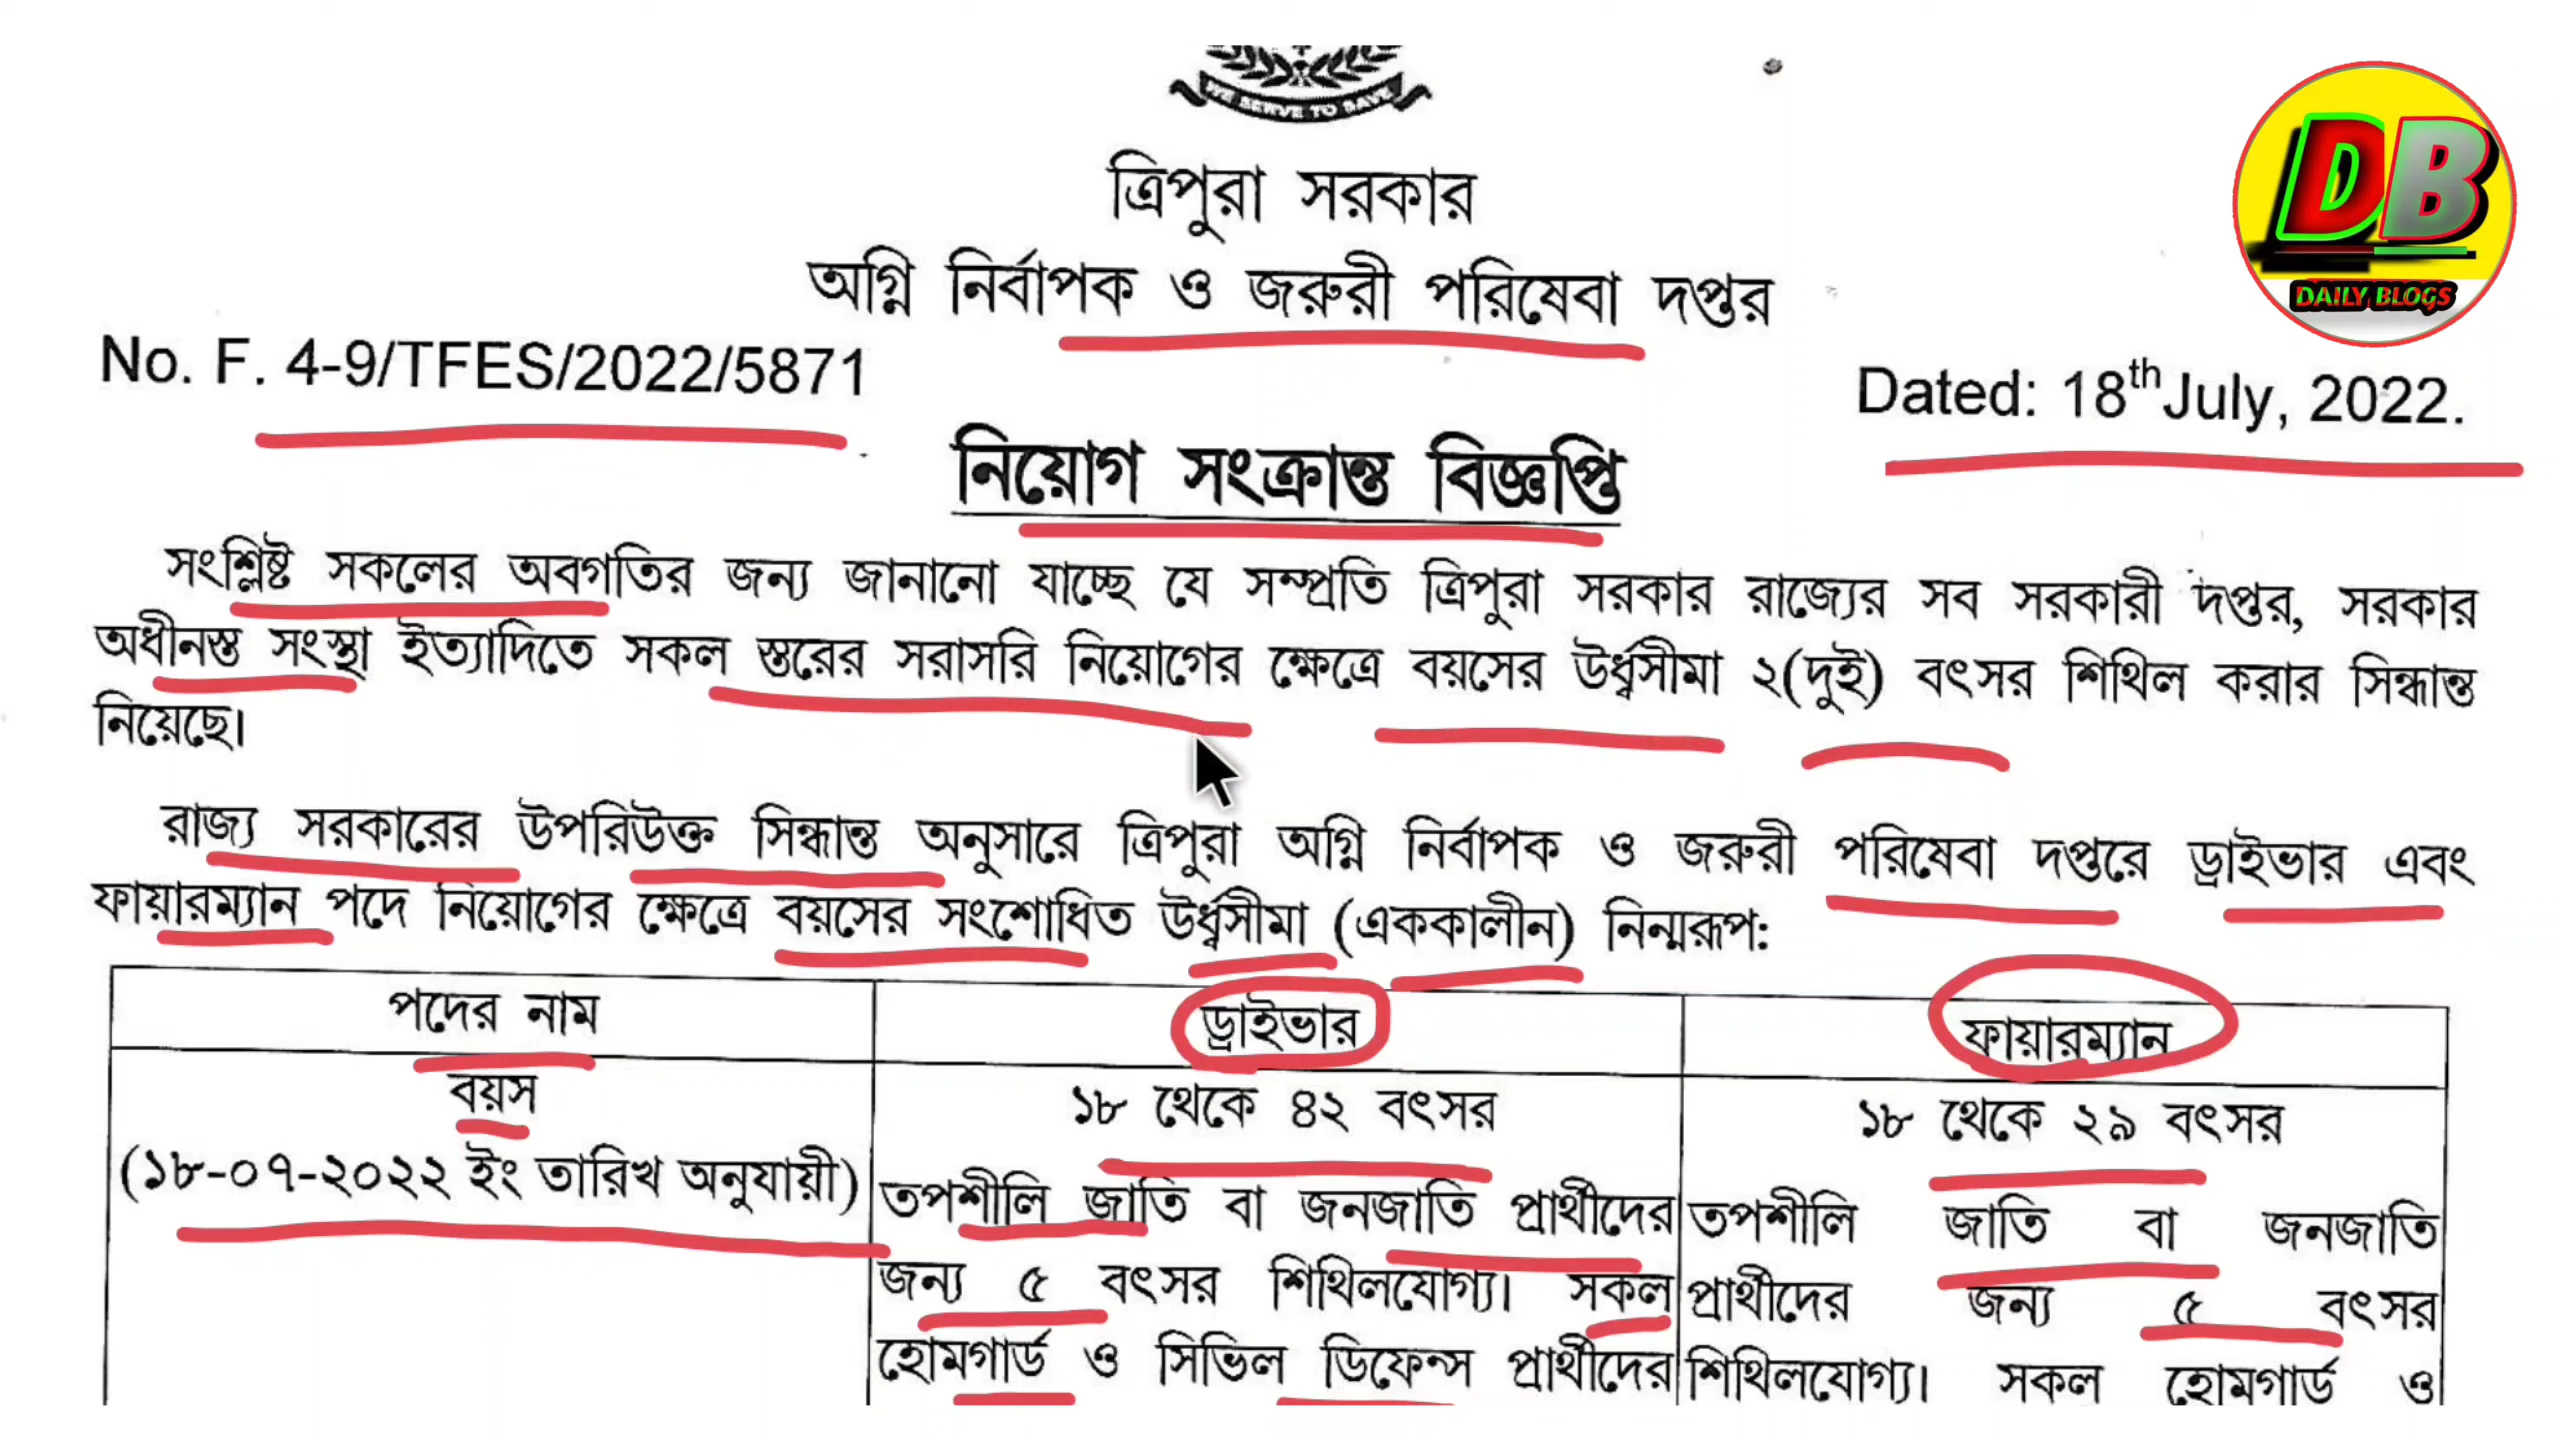 WE SERVE TO SAVE
ত্রিপুরা সরকার
অগ্নি নির্বাপক ও জরুরী পরিষেবা দপ্তর
DB
DAILY BLOGS
No. F. 4-9/TFES/2022/5871
Dated: 18th July, 2022.
নিয়োগ সংক্রান্ত বিজ্ঞপ্তি
সংশ্লিষ্ট সকলের অবগতির জন্য জানানো যাচ্ছে যে সম্প্রতি ত্রিপুরা সরকার রাজ্যের সব সরকারী দপ্তর, সরকার
অধীনস্ত সংস্থা ইত্যাদিতে সকল স্তরের সরাসরি নিয়োগের ক্ষেত্রে বয়সের উর্ধ্বসীমা ২(দুই) বৎসর শিথিল করার সিদ্ধান্ত
নিয়েছে।
রাজ্য সরকারের উপরিউক্ত সিদ্ধান্ত অনুসারে ত্রিপুরা অগ্নি নির্বাপক ও জরুরী পরিষেবা দপ্তরে ড্রাইভার এবং
ফায়ারম্যান পদে নিয়োগের ক্ষেত্রে বয়সের সংশোধিত উর্ধ্বসীমা (এককালীন) নিন্মরূপ:
পদের নাম ড্রাইভার ফায়ারম্যান
বয়স ১৮ থেকে ৪২ বৎসর ১৮ থেকে ২৯ বৎসর
(১৮-০৭-২০২২ ইং তারিখ অনুযায়ী) তপশীলি জাতি বা জনজাতি প্রার্থীদের তপশীলি জাতি বা জনজাতি
জন্য ৫ বৎসর শিথিলযোগ্য। সকল প্রার্থীদের জন্য ৫ বৎসর
হোমগার্ড ও সিভিল ডিফেন্স প্রার্থীদের শিথিলযোগ্য। সকল হোমগার্ড ও